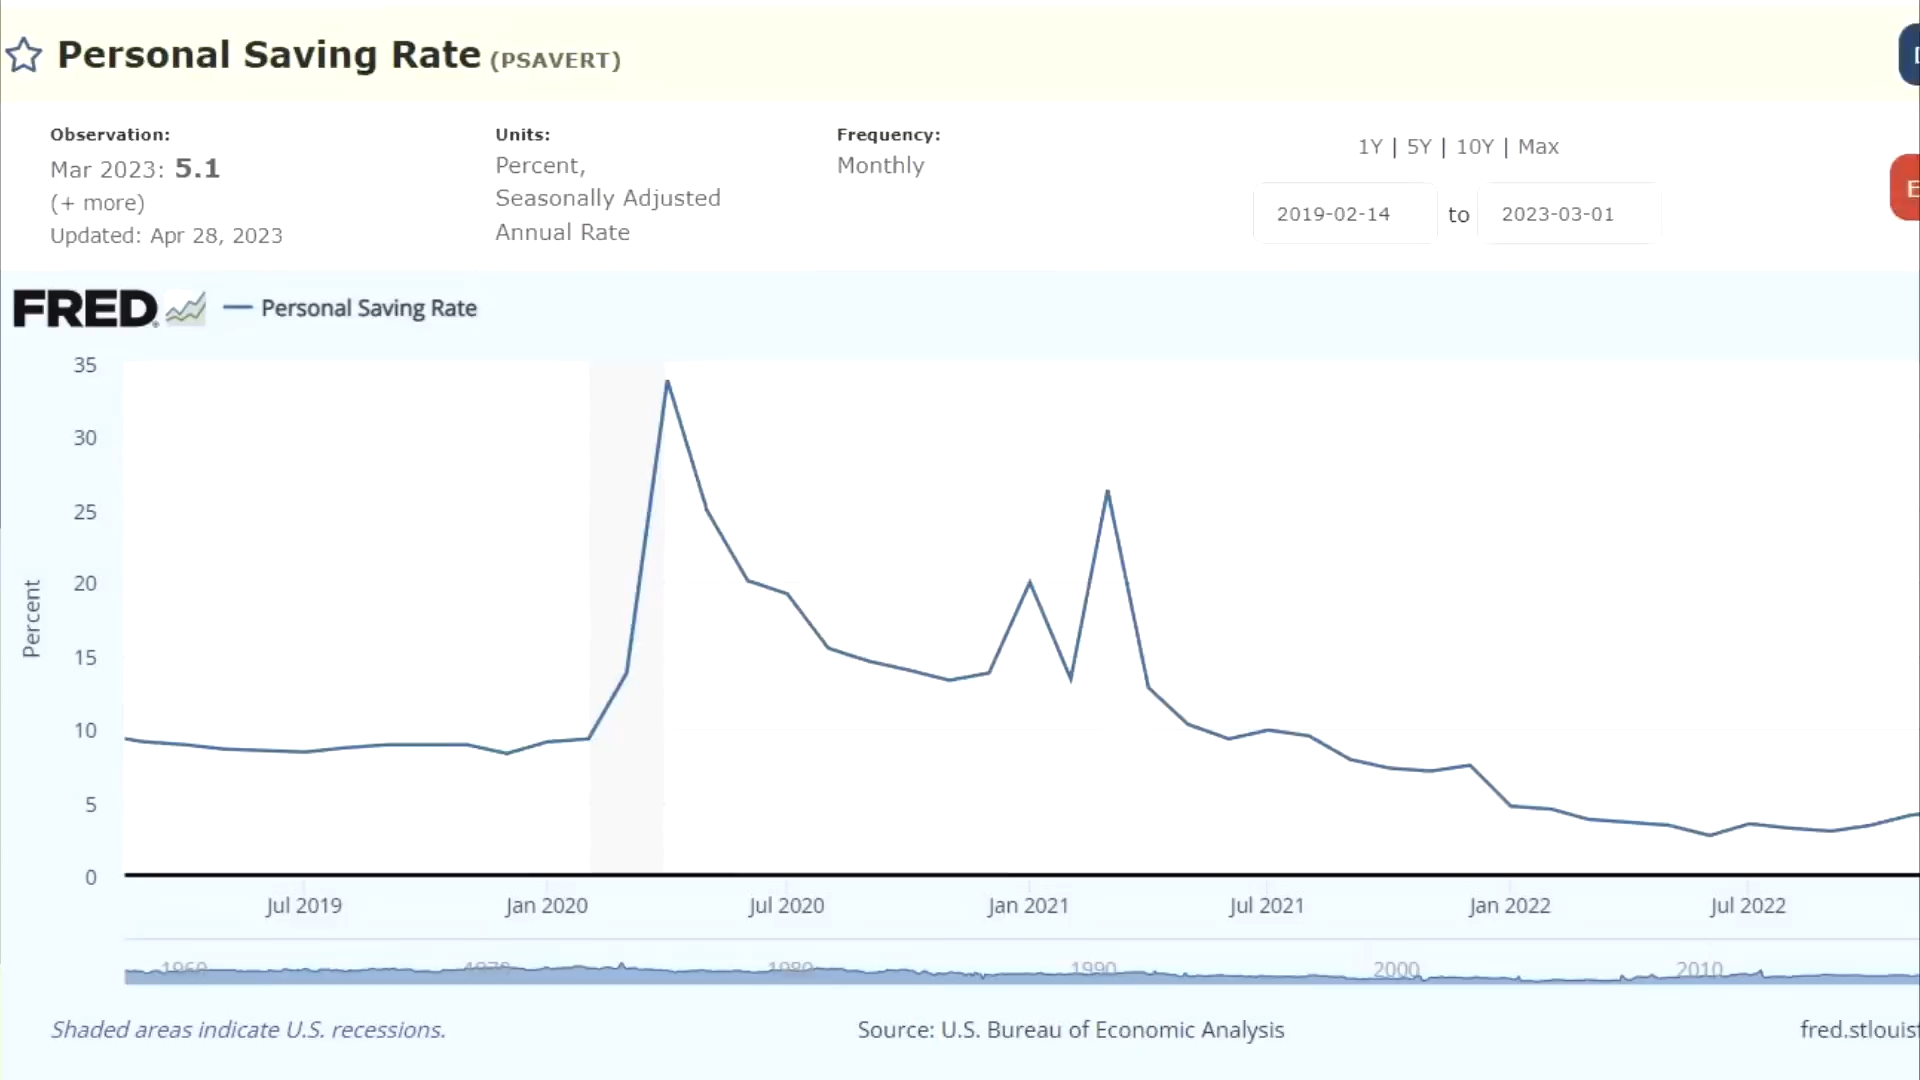 Personal Saving Rate (PSAVERT)
Observation:
Mar 2023: 5.1
(+ more)
Updated: Apr 28, 2023
Units:
Percent,
Seasonally Adjusted
Annual Rate
Frequency:
Monthly
1Y | 5Y | 10Y | Max
2019-02-14 to 2023-03-01
FRED
Personal Saving Rate
35
30
25
20
15
10
5
0
Percent
Jul 2019 Jan 2020 Jul 2020 Jan 2021 Jul 2021 Jan 2022 Jul 2022
1960 1970 1980 1990 2000 2010
Shaded areas indicate U.S. recessions.
Source: U.S. Bureau of Economic Analysis